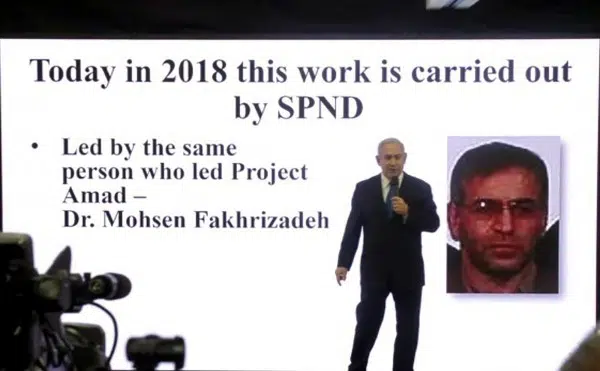 Today in 2018 this work is carried out
by SPND
• Led by the same
person who led Project
Amad –
Dr. Mohsen Fakhrizadeh